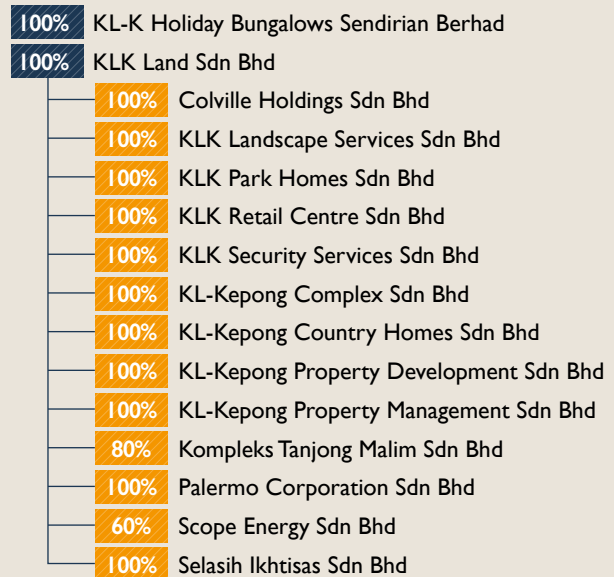 100% KL-K Holiday Bungalows Sendirian Berhad
100% KLK Land Sdn Bhd
100% Colville Holdings Sdn Bhd
100% KLK Landscape Services Sdn Bhd
100% KLK Park Homes Sdn Bhd
100% KLK Retail Centre Sdn Bhd
100% KLK Security Services Sdn Bhd
100% KL-Kepong Complex Sdn Bhd
100% KL-Kepong Country Homes Sdn Bhd
100% KL-Kepong Property Development Sdn Bhd
100% KL-Kepong Property Management Sdn Bhd
80% Kompleks Tanjong Malim Sdn Bhd
100% Palermo Corporation Sdn Bhd
60% Scope Energy Sdn Bhd
100% Selasih Ikhtisas Sdn Bhd